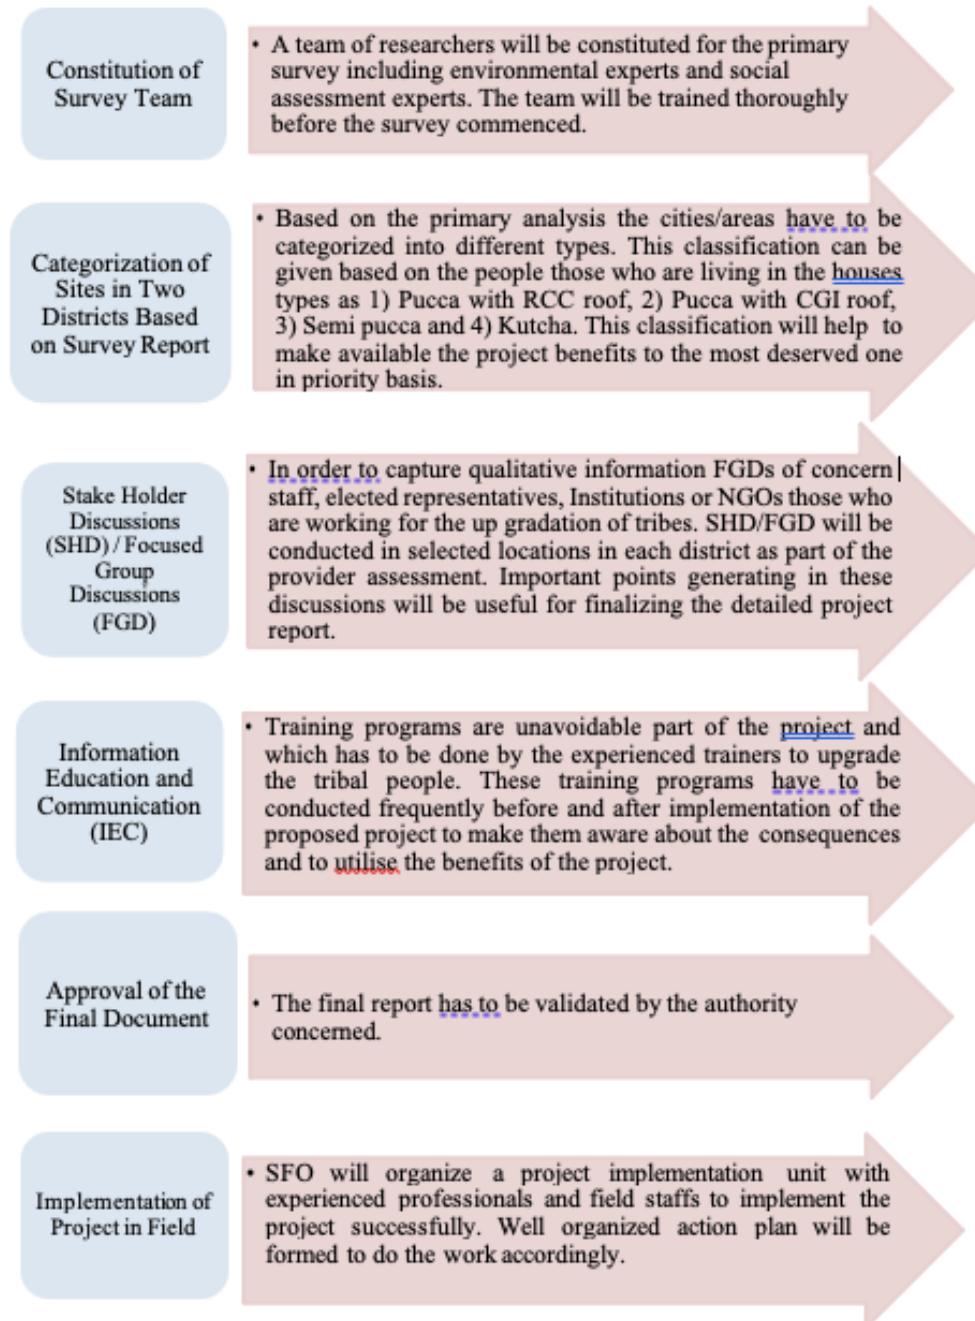 Constitution of
Survey Team
• A team of researchers will be constituted for the primary
survey including environmental experts and social
assessment experts. The team will be trained thoroughly
before the survey commenced.
Categorization of
Sites in Two
Districts Based
on Survey Report
• Based on the primary analysis the cities/areas have to be
categorized into different types. This classification can be
given based on the people those who are living in the houses
types as 1) Pucca with RCC roof, 2) Pucca with CGI roof,
3) Semi pucca and 4) Kutcha. This classification will help to
make available the project benefits to the most deserved one
in priority basis.
Stake Holder
Discussions
(SHD) / Focused
Group
Discussions
(FGD)
• In order to capture qualitative information FGDs of concern
staff, elected representatives, Institutions or NGOs those who
are working for the up gradation of tribes. SHD/FGD will be
conducted in selected locations in each district as part of the
provider assessment. Important points generating in these
discussions will be useful for finalizing the detailed project
report.
Information
Education and
Communication
(IEC)
• Training programs are unavoidable part of the project and
which has to be done by the experienced trainers to upgrade
the tribal people. These training programs have to be
conducted frequently before and after implementation of the
proposed project to make them aware about the consequences
and to utilise the benefits of the project.
Approval of the
Final Document
• The final report has to be validated by the authority
concerned.
Implementation of
Project in Field
• SFO will organize a project implementation unit with
experienced professionals and field staffs to implement the
project successfully. Well organized action plan will be
formed to do the work accordingly.